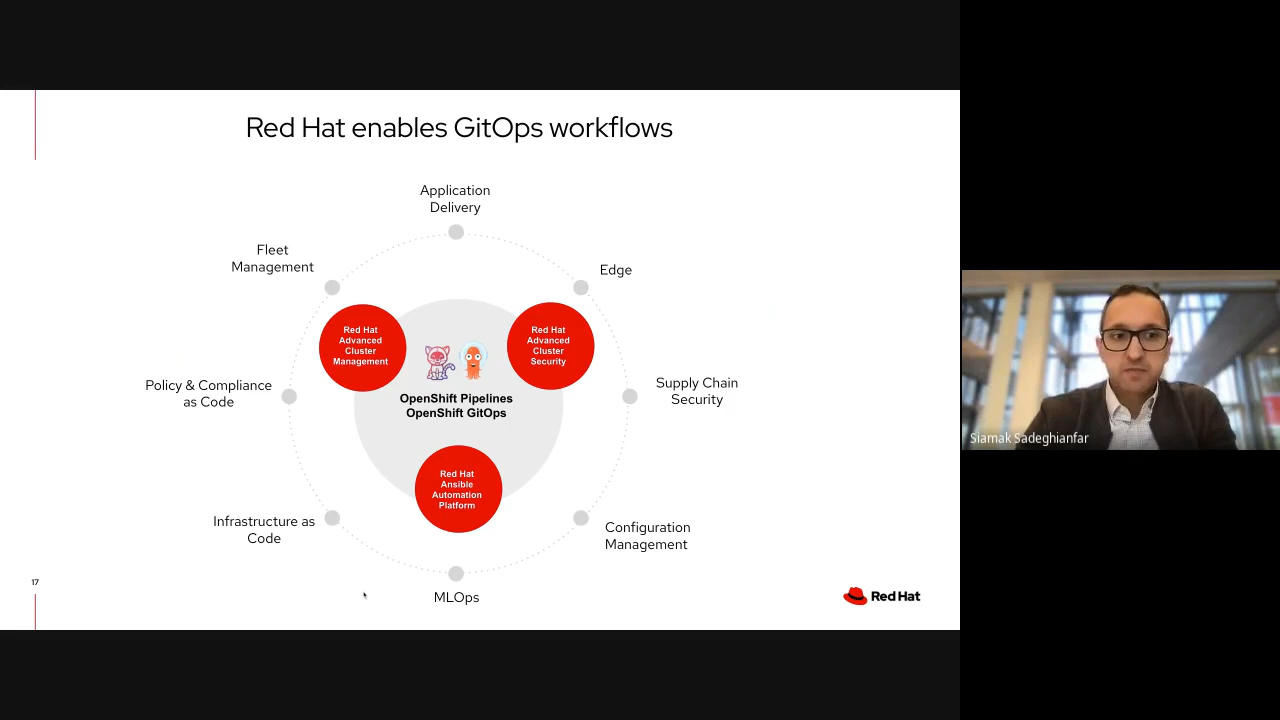 Red Hat enables GitOps workflows
Application
Delivery
Fleet
Management
Edge
Red Hat
Advanced
Cluster
Management
Red Hat
Advanced
Cluster
Security
Policy & Compliance
as Code
OpenShift Pipelines
OpenShift GitOps
Supply Chain
Security
Red Hat
Ansible
Automation
Platform
Infrastructure as
Code
Configuration
Management
MLOps
17
Red Hat
Siamak Sadeghianfar